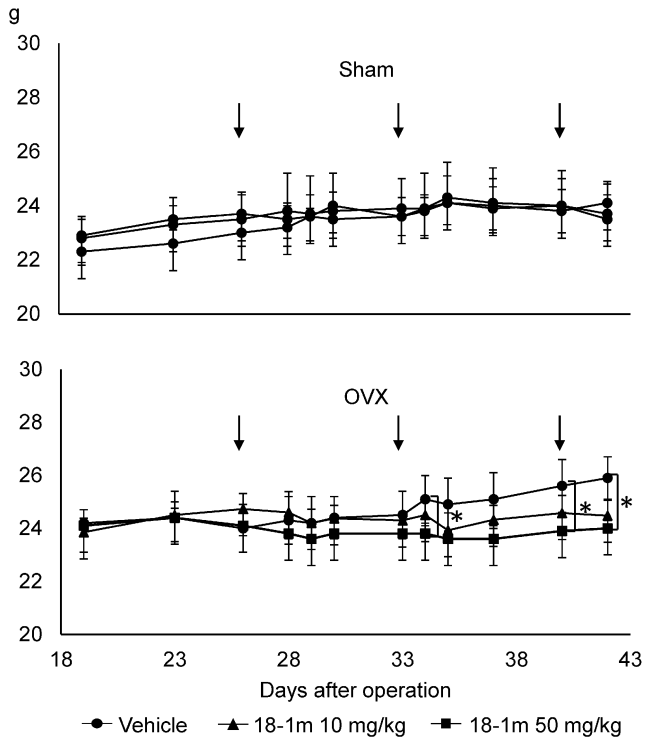 g
30
Sham
28
26
24
22
20
30
OVX
28
26
24
22
20
18 23 28 33 38 43
Days after operation
Vehicle 18-1m 10 mg/kg 18-1m 50 mg/kg
* * *